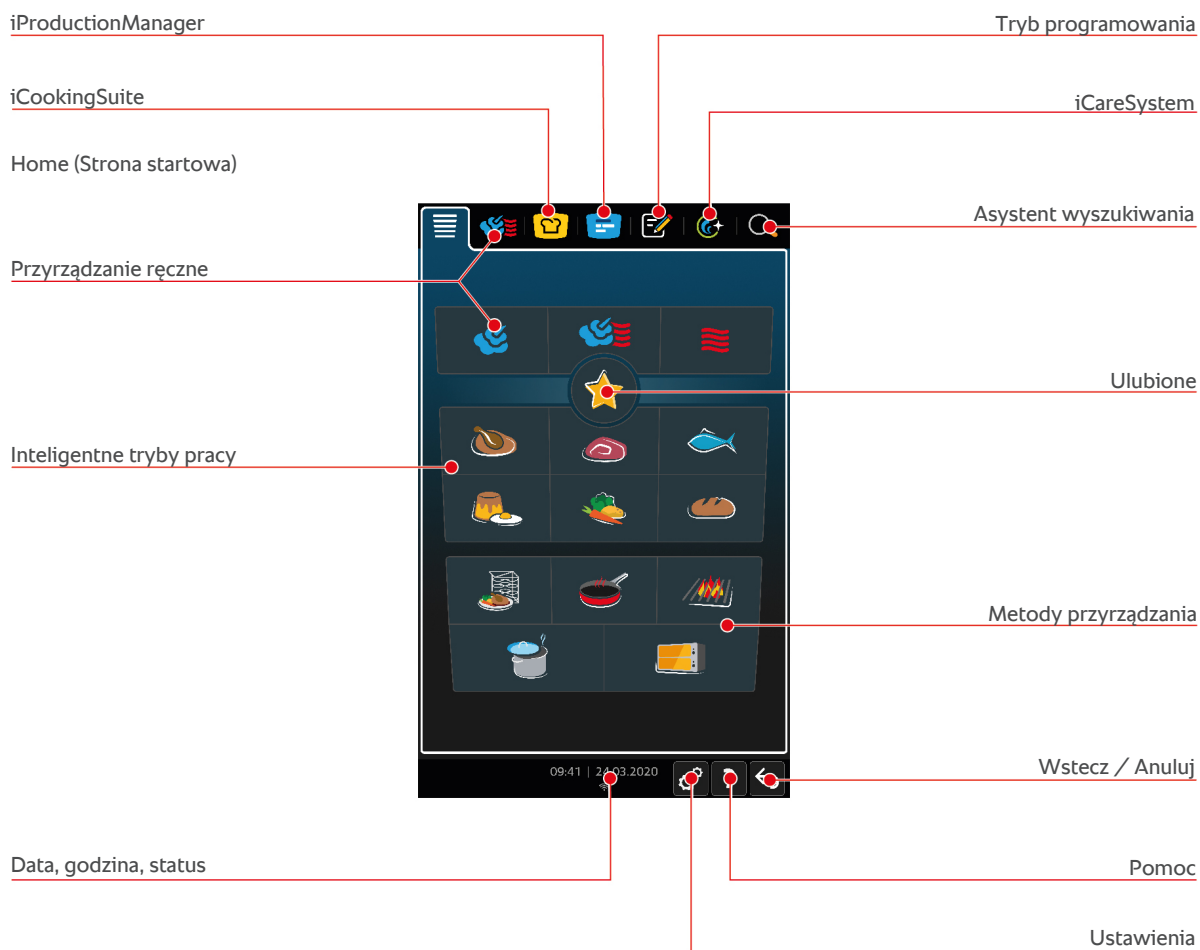 iProductionManager
Tryb programowania
iCookingSuite
iCareSystem
Home (Strona startowa)
Asystent wyszukiwania
Przyrządzanie ręczne
Ulubione
Inteligentne tryby pracy
Metody przyrządzania
09:41 | 24.03.2020
Wstecz / Anuluj
Data, godzina, status
Pomoc
Ustawienia